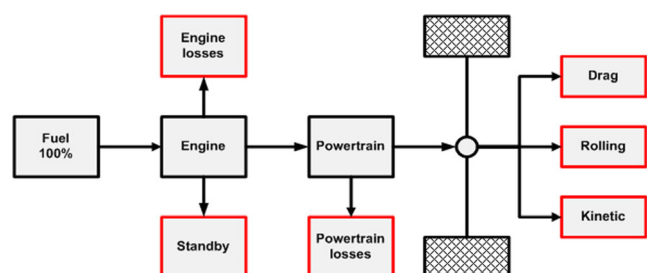 Engine
losses
Drag
Fuel
100%
Engine
Powertrain
Rolling
Standby
Powertrain
losses
Kinetic